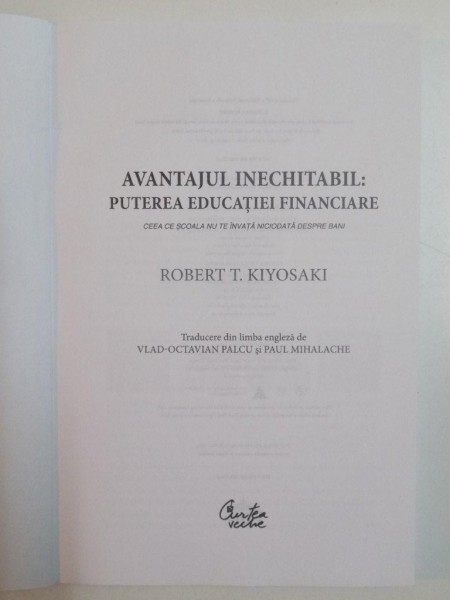 AVANTAJUL INECHITABIL:
PUTEREA EDUCAȚIEI FINANCIARE
CEEA CE ȘCOALA NU TE ÎNVAȚĂ NICIODATĂ DESPRE BANI
ROBERT T. KIYOSAKI
Traducere din limba engleză de
VLAD-OCTAVIAN PALCU și PAUL MIHALACHE
Curtea
veche